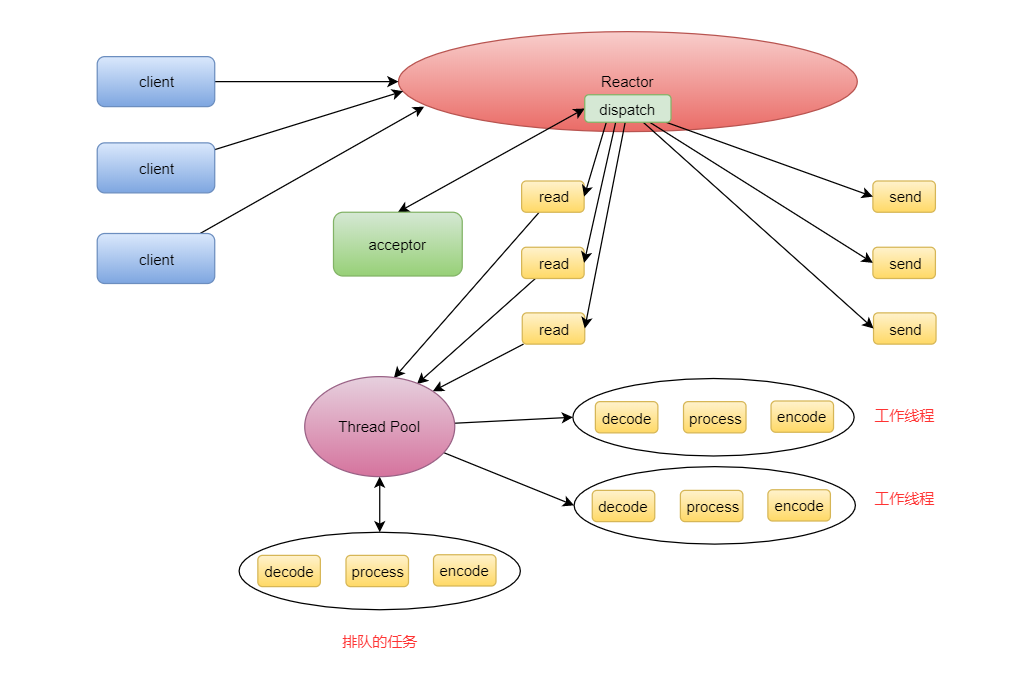 client
Reactor
dispatch
client
read
send
acceptor
client
read
send
read
send
Thread Pool
decode
process
encode
工作线程
decode
process
encode
工作线程
decode
process
encode
排队的任务